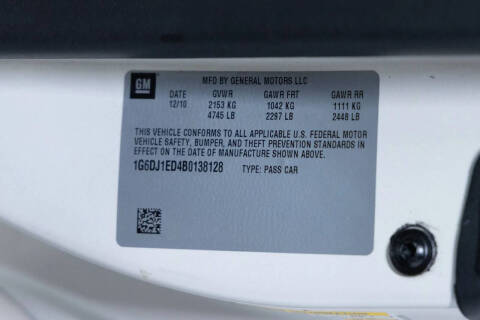 GM
MFD BY GENERAL MOTORS LLC
DATE GVWR GAWR FRT GAWR RR
12/10 2153 KG 1042 KG 1111 KG
4745 LB 2297 LB 2448 LB
THIS VEHICLE CONFORMS TO ALL APPLICABLE U.S. FEDERAL MOTOR
VEHICLE SAFETY, BUMPER, AND THEFT PREVENTION STANDARDS IN
EFFECT ON THE DATE OF MANUFACTURE SHOWN ABOVE.
1G6DJ1ED4B0138128 TYPE: PASS CAR